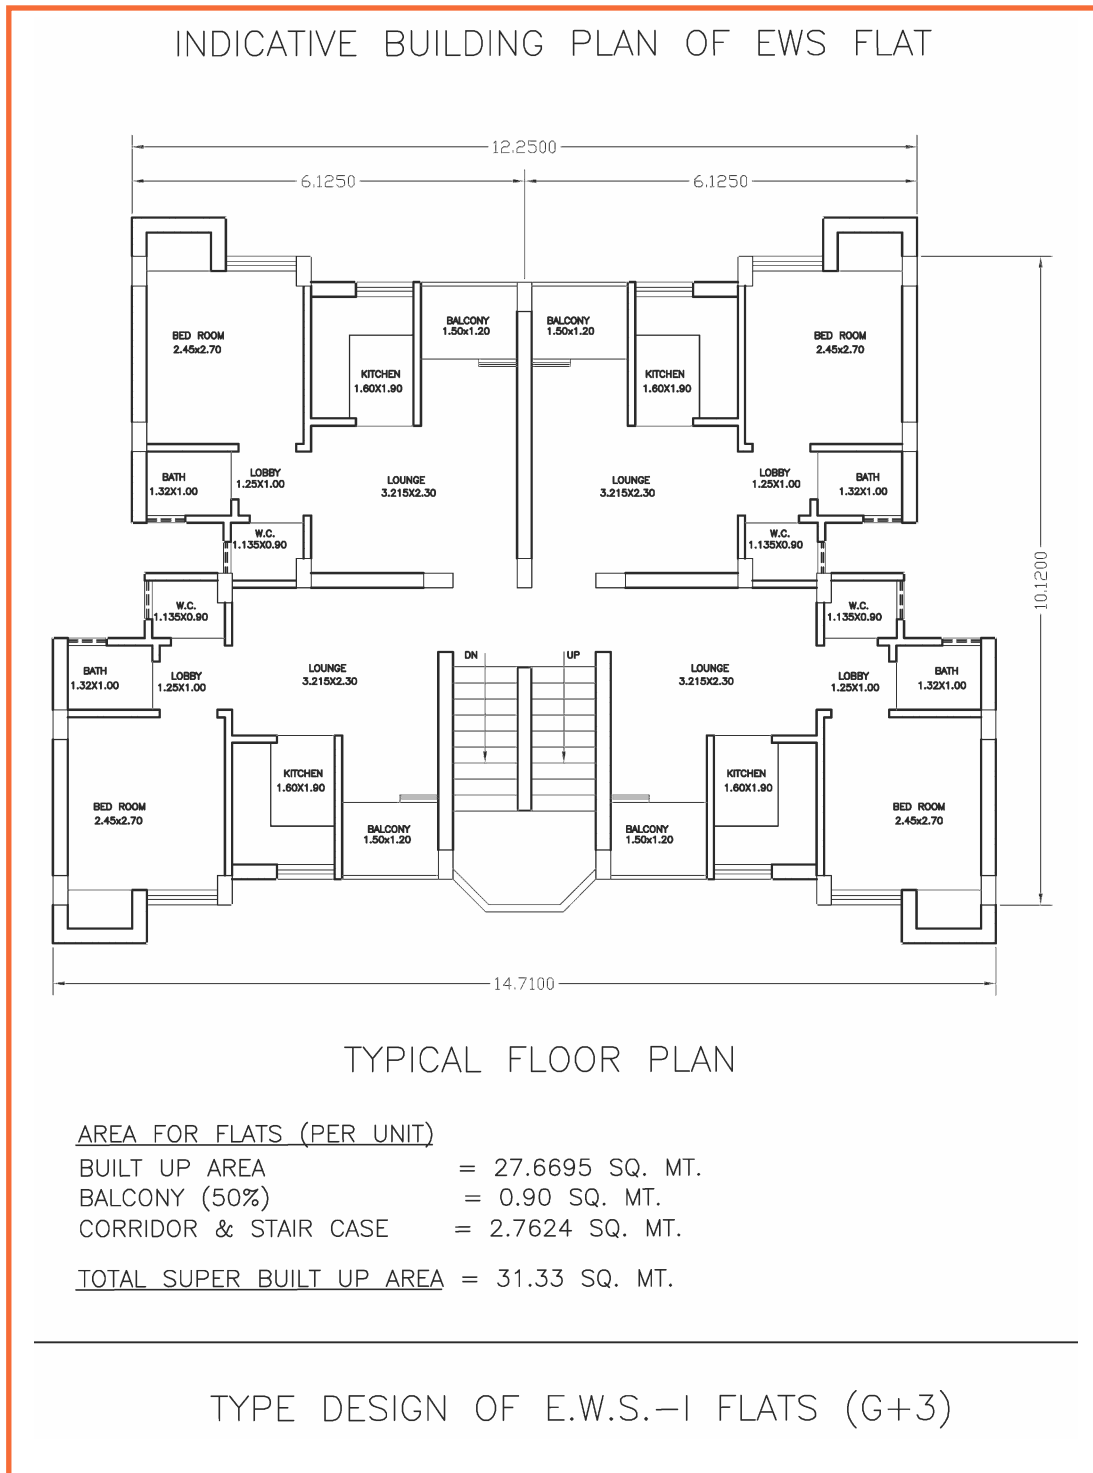 INDICATIVE BUILDING PLAN OF EWS FLAT
12.2500
6.1250
6.1250
BED ROOM
2.45x2.70
KITCHEN
1.60X1.90
BALCONY
1.50x1.20
BALCONY
1.50x1.20
KITCHEN
1.60X1.90
BED ROOM
2.45x2.70
BATH
1.32X1.00
LOBBY
1.25X1.00
LOUNGE
3.215X2.30
LOUNGE
3.215X2.30
LOBBY
1.25X1.00
BATH
1.32X1.00
W.C.
1.135X0.90
W.C.
1.135X0.90
10.1200
W.C.
1.135X0.90
W.C.
1.135X0.90
BATH
1.32X1.00
LOBBY
1.25X1.00
LOUNGE
3.215X2.30
DN
UP
LOUNGE
3.215X2.30
LOBBY
1.25X1.00
BATH
1.32X1.00
BED ROOM
2.45x2.70
KITCHEN
1.60X1.90
BALCONY
1.50x1.20
BALCONY
1.50x1.20
KITCHEN
1.60X1.90
BED ROOM
2.45x2.70
14.7100
TYPICAL FLOOR PLAN
AREA FOR FLATS (PER UNIT)
BUILT UP AREA = 27.6695 SQ. MT.
BALCONY (50%) = 0.90 SQ. MT.
CORRIDOR & STAIR CASE = 2.7624 SQ. MT.
TOTAL SUPER BUILT UP AREA = 31.33 SQ. MT.
TYPE DESIGN OF E.W.S.-I FLATS (G+3)